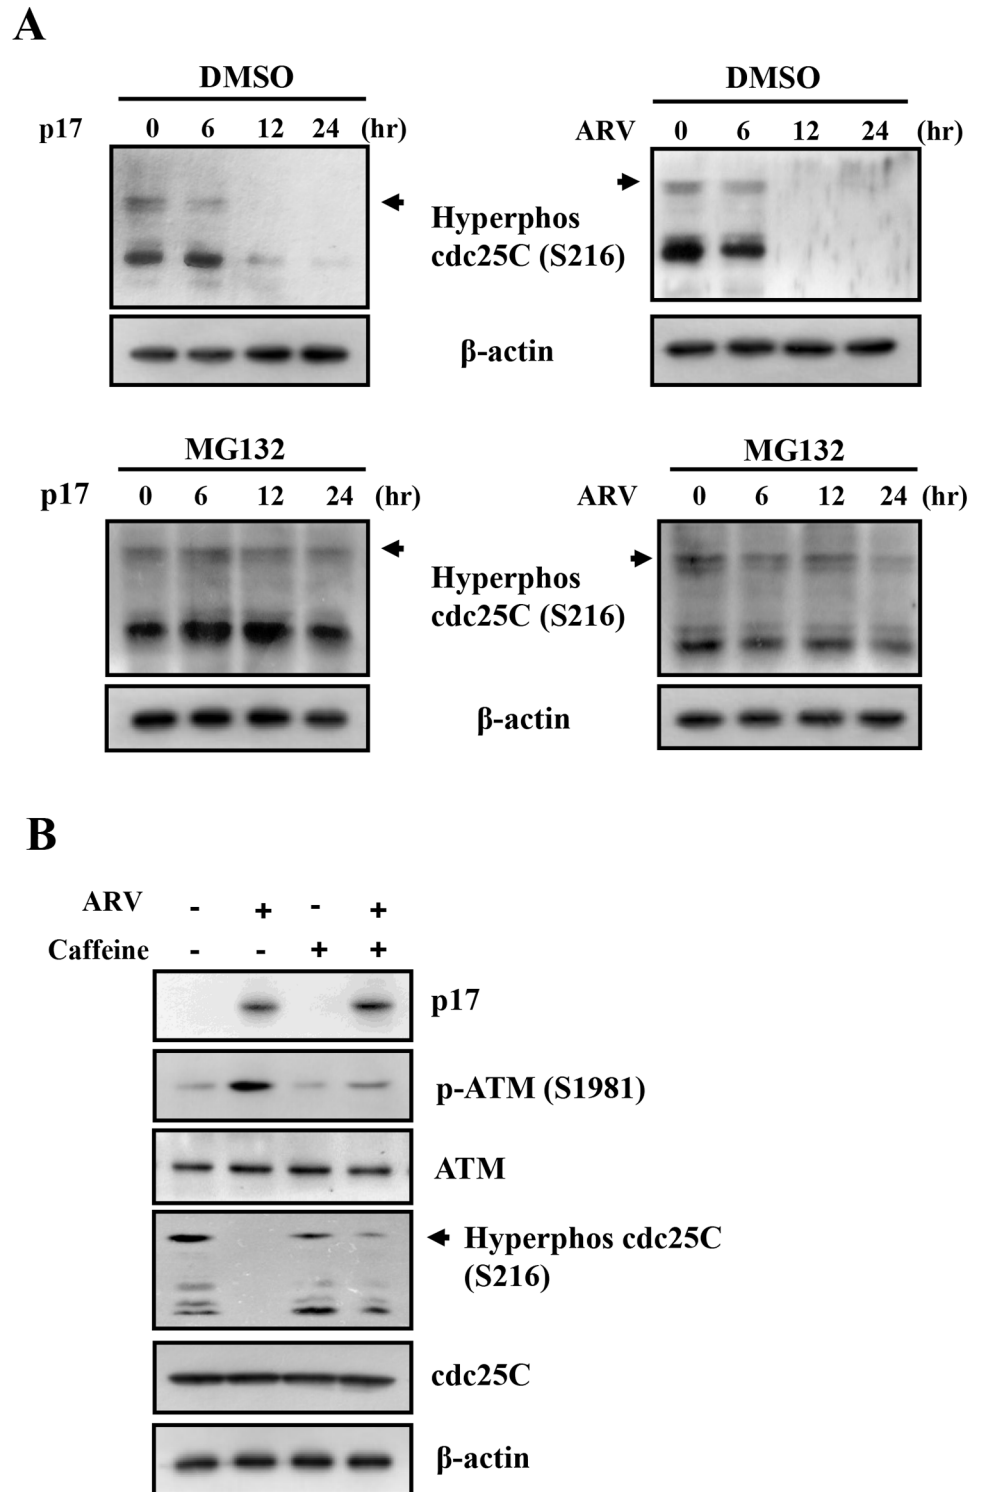 A
DMSO
p17 0 6 12 24 (hr)
DMSO
ARV 0 6 12 24 (hr)
Hyperphos
cdc25C (S216)
β-actin
MG132
p17 0 6 12 24 (hr)
MG132
ARV 0 6 12 24 (hr)
Hyperphos
cdc25C (S216)
β-actin
B
ARV - + - +
Caffeine - - + +
p17
p-ATM (S1981)
ATM
Hyperphos cdc25C
(S216)
cdc25C
β-actin